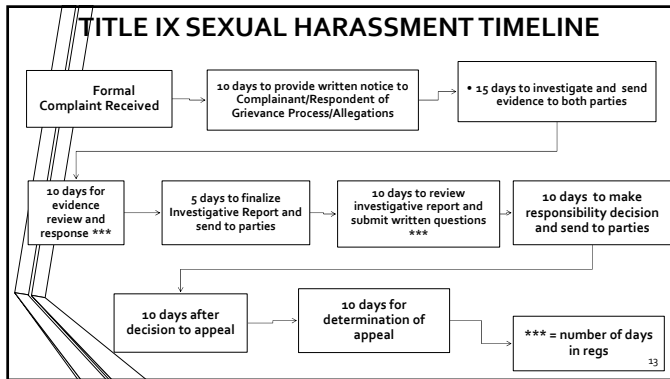 TITLE IX SEXUAL HARASSMENT TIMELINE
Formal
Complaint Received
10 days to provide written notice to
Complainant/Respondent of
Grievance Process/Allegations
• 15 days to investigate and send
evidence to both parties
10 days for
evidence
review and
response ***
5 days to finalize
Investigative Report and
send to parties
10 days to review
investigative report and
submit written questions
***
10 days to make
responsibility decision
and send to parties
10 days after
decision to appeal
10 days for
determination of
appeal
*** = number of days
in regs
13